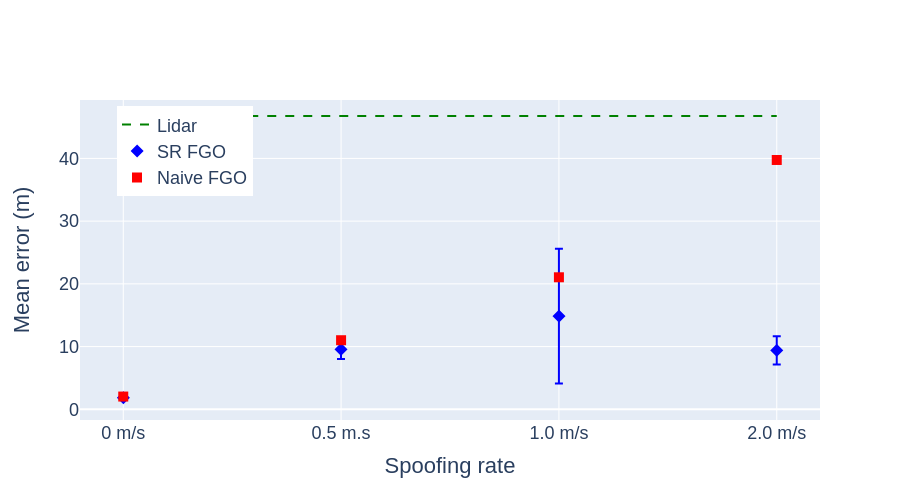 Lidar
SR FGO
Naive FGO
Mean error (m)
40
30
20
10
0
0 m/s
0.5 m.s
1.0 m/s
2.0 m/s
Spoofing rate